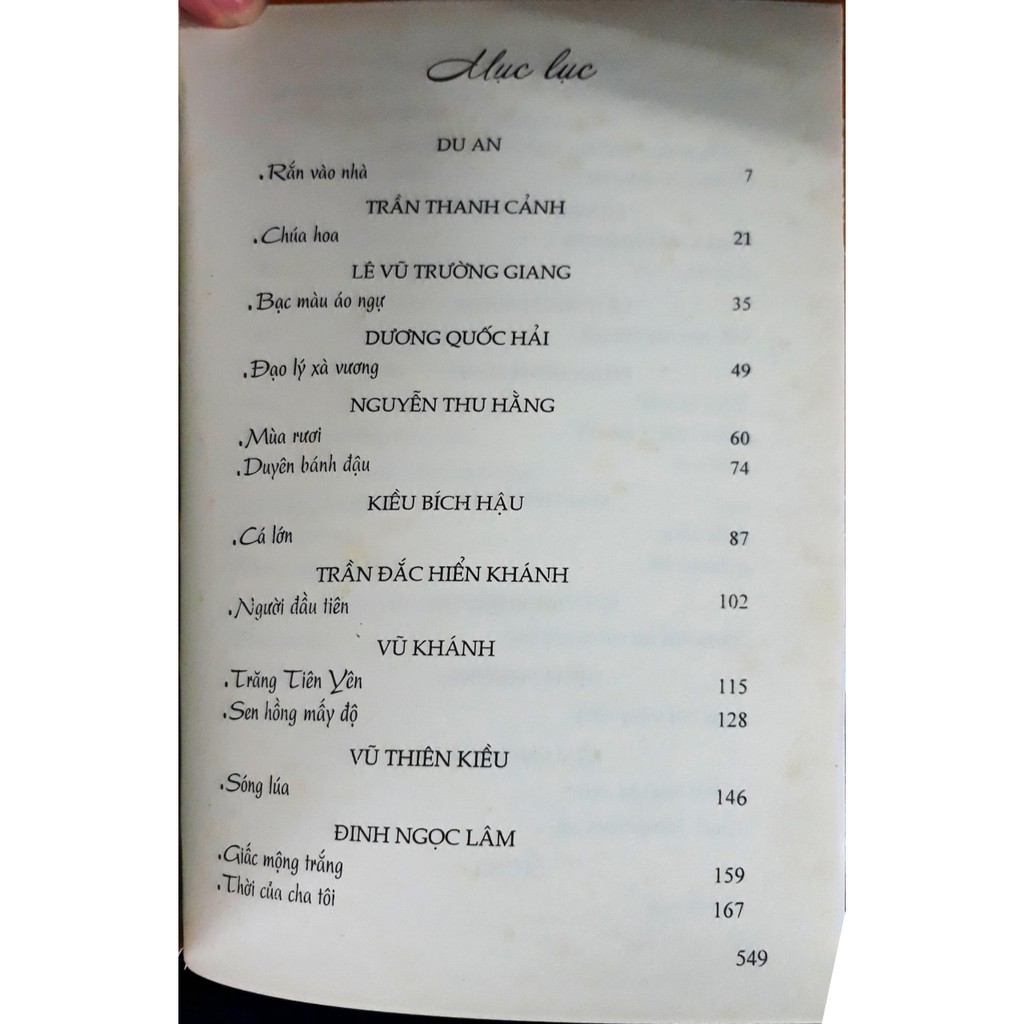 Mục lục
DU AN
. Rắn vào nhà 7
TRẦN THANH CẢNH
. Chúa hoa 21
LÊ VŨ TRƯỜNG GIANG
. Bạc màu áo ngự 35
DƯƠNG QUỐC HẢI
. Đạo lý xà vương 49
NGUYỄN THU HẰNG
. Mùa rươi 60
. Duyên bánh đậu 74
KIỀU BÍCH HẬU
. Cá lớn 87
TRẦN ĐẮC HIỂN KHÁNH
. Người đầu tiên 102
VŨ KHÁNH
. Trăng Tiên Yên 115
. Sen hồng mấy độ 128
VŨ THIÊN KIỀU
. Sóng lúa 146
ĐINH NGỌC LÂM
. Giấc mộng trắng 159
. Thời của cha tôi 167
549